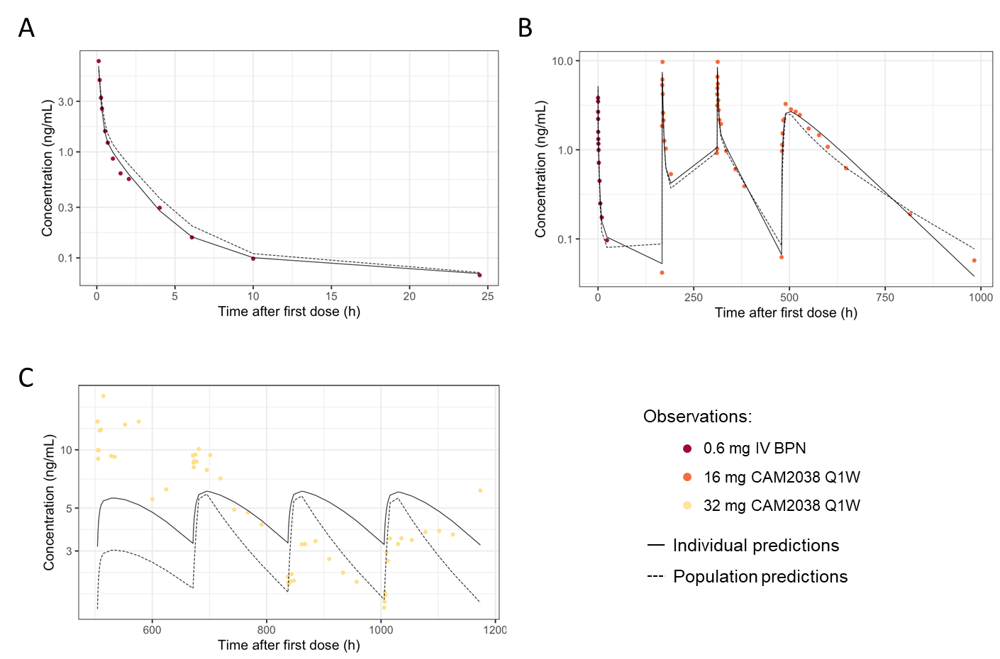 A
Concentration (ng/mL)
3.0
1.0
0.3
0.1
0
5
10
15
20
25
Time after first dose (h)
B
Concentration (ng/mL)
10.0
1.0
0.1
0
250
500
750
1000
Time after first dose (h)
C
Concentration (ng/mL)
10
5
3
600
800
1000
1200
Time after first dose (h)
Observations:
0.6 mg IV BPN
16 mg CAM2038 Q1W
32 mg CAM2038 Q1W
Individual predictions
Population predictions